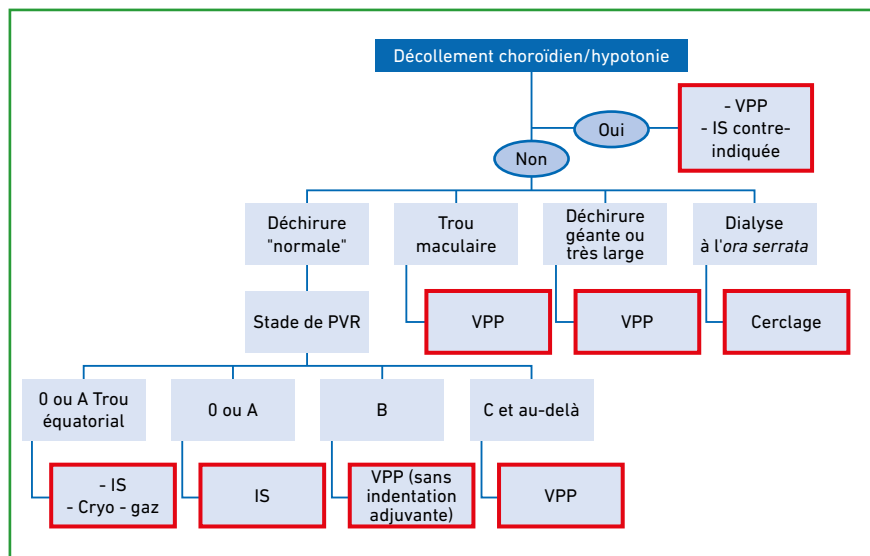 Décollement choroïdien/hypotonie
Oui
- VPP
- IS contre-
indiquée
Non
Déchirure
"normale"
Trou
maculaire
Déchirure
géante ou
très large
Dialyse
à l'ora serrata
Stade de PVR
VPP
VPP
Cerclage
0 ou A Trou
équatorial
0 ou A
B
C et au-delà
- IS
- Cryo - gaz
IS
VPP (sans
indentation
adjuvante)
VPP